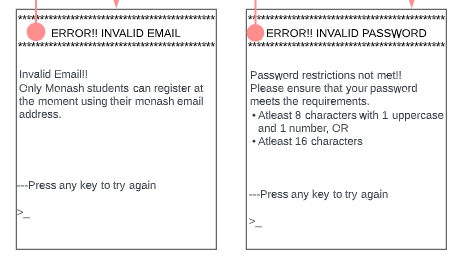 ****************************************
ERROR!! INVALID EMAIL
****************************************
Invalid Email!!
Only Monash students can register at
the moment using their monash email
address.
---Press any key to try again
>_
****************************************
ERROR!! INVALID PASSWORD
****************************************
Password restrictions not met!!
Please ensure that your password
meets the requirements.
• Atleast 8 characters with 1 uppercase
and 1 number, OR
• Atleast 16 characters
---Press any key to try again
>_